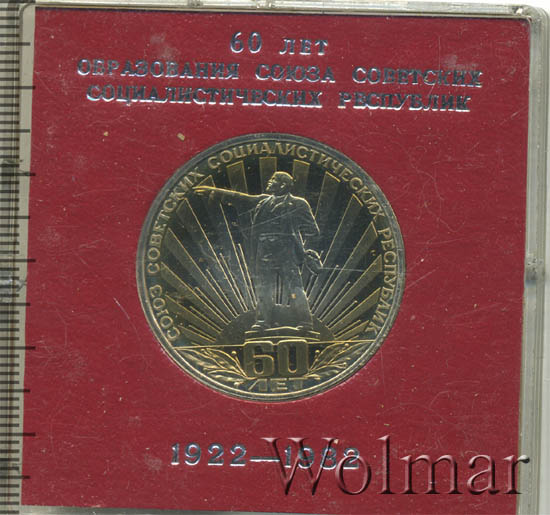 60 ЛЕТ
ОБРАЗОВАНИЯ СОЮЗА СОВЕТСКИХ
СОЦИАЛИСТИЧЕСКИХ РЕСПУБЛИК
СОЮЗ СОВЕТСКИХ СОЦИАЛИСТИЧЕСКИХ РЕСПУБЛИК
60
ЛЕТ
1922—1982
Wolmar